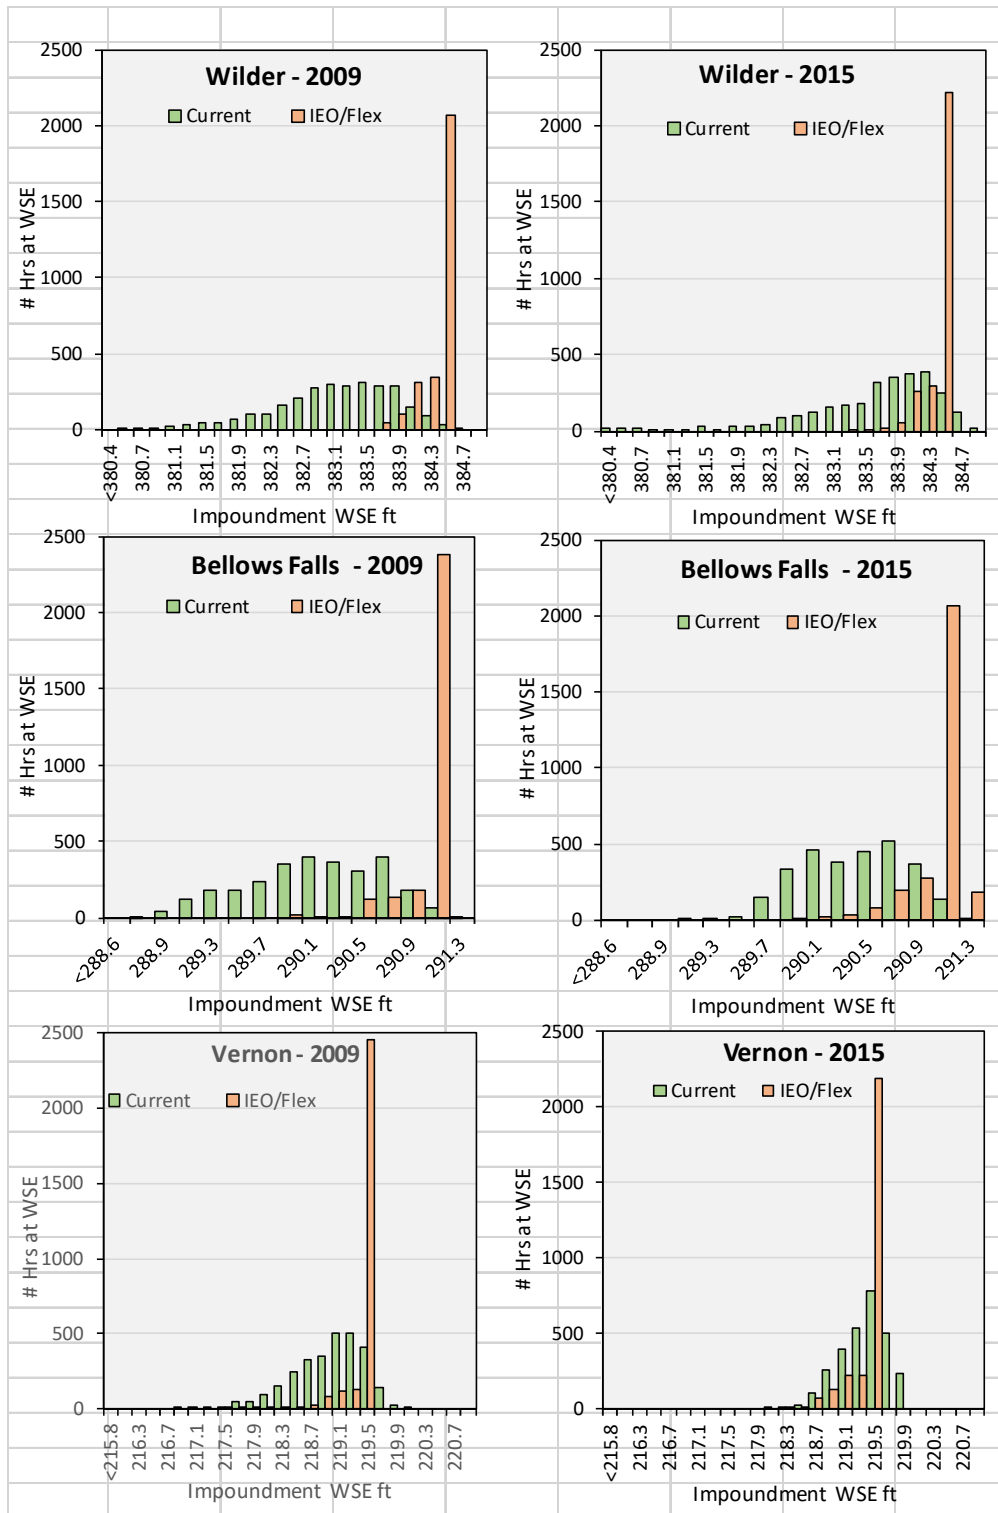 Wilder - 2009
Current IEO/Flex
# Hrs at WSE
2500
2000
1500
1000
500
0
<380.4 380.7 381.1 381.5 381.9 382.3 382.7 383.1 383.5 383.9 384.3 384.7
Impoundment WSE ft
Wilder - 2015
Current IEO/Flex
# Hrs at WSE
2500
2000
1500
1000
500
0
<380.4 380.7 381.1 381.5 381.9 382.3 382.7 383.1 383.5 383.9 384.3 384.7
Impoundment WSE ft
Bellows Falls - 2009
Current IEO/Flex
# Hrs at WSE
2500
2000
1500
1000
500
0
<288.6 288.9 289.3 289.7 290.1 290.5 290.9 291.3
Impoundment WSE ft
Bellows Falls - 2015
Current IEO/Flex
# Hrs at WSE
2500
2000
1500
1000
500
0
<288.6 288.9 289.3 289.7 290.1 290.5 290.9 291.3
Impoundment WSE ft
Vernon - 2009
Current IEO/Flex
# Hrs at WSE
2500
2000
1500
1000
500
0
<215.8 216.3 216.7 217.1 217.5 217.9 218.3 218.7 219.1 219.5 219.9 220.3 220.7
Impoundment WSE ft
Vernon - 2015
Current IEO/Flex
# Hrs at WSE
2500
2000
1500
1000
500
0
<215.8 216.3 216.7 217.1 217.5 217.9 218.3 218.7 219.1 219.5 219.9 220.3 220.7
Impoundment WSE ft